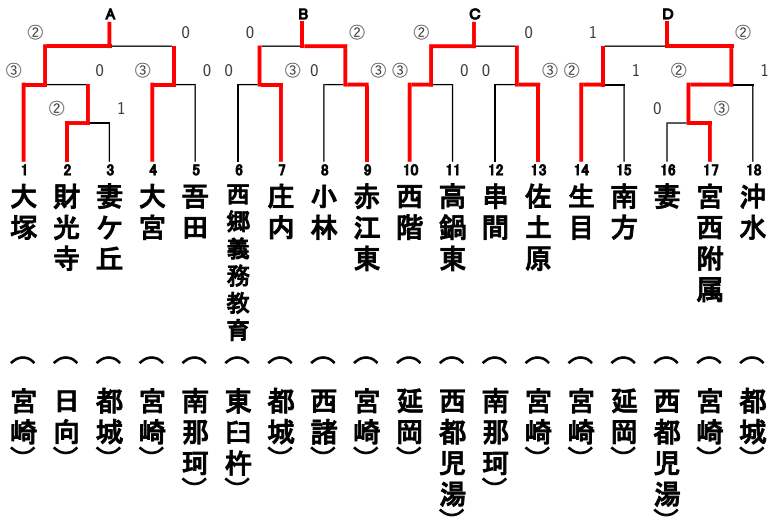 A B C D
② 0 0 ② ② 0 1 ②
③ 0 ③ 0 0 ③ 0 ③ ③ 0 0 ③ ② 1 ② 1
② 1 0 ③
1 2 3 4 5 6 7 8 9 10 11 12 13 14 15 16 17 18
大塚（宮崎）
財光寺（日向）
妻ケ丘（都城）
大宮（宮崎）
吾田（南那珂）
西郷義務教育（東臼杵）
庄内（都城）
小林（西諸）
赤江東（宮崎）
西階（延岡）
高鍋東（西都児湯）
串間（南那珂）
佐土原（宮崎）
生目（宮崎）
南方（延岡）
妻（西都児湯）
宮西附属（宮崎）
沖水（都城）